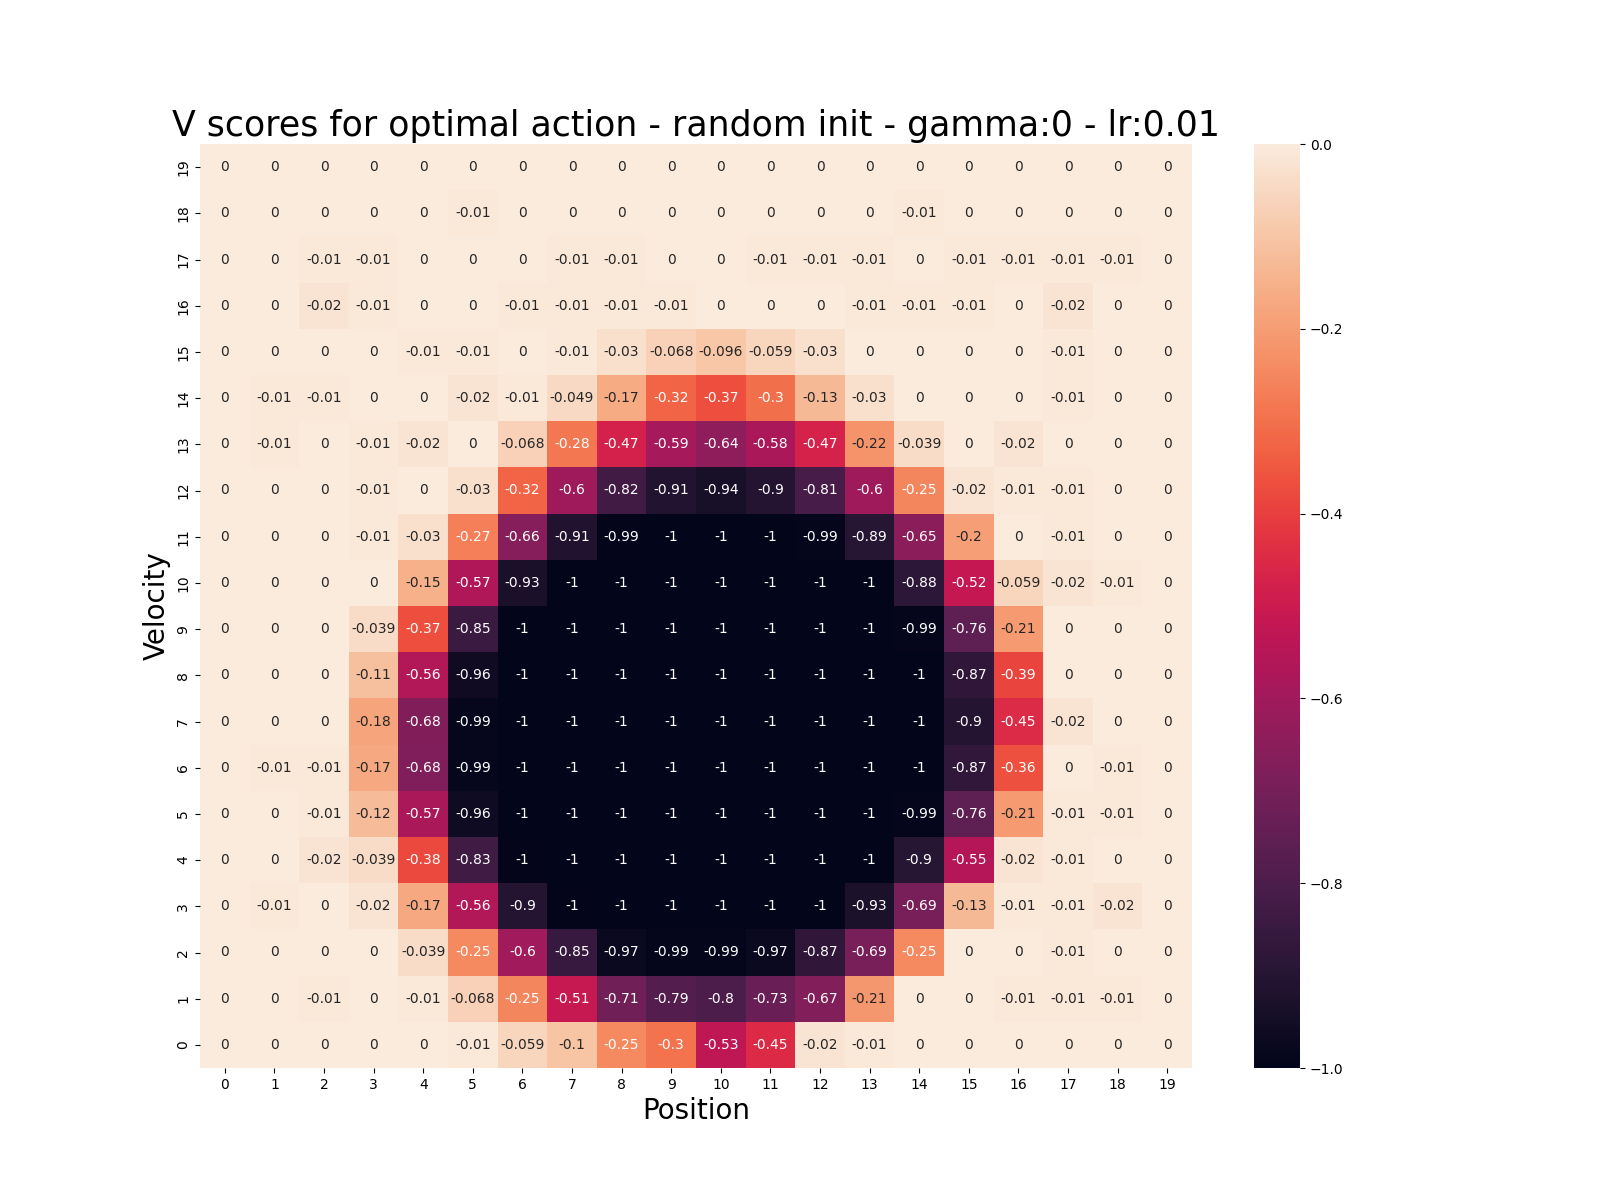 V scores for optimal action - random init - gamma:0 - lr:0.01
19 0 0 0 0 0 0 0 0 0 0 0 0 0 0 0 0 0 0 0 0 0.0
18 0 0 0 0 0 -0.01 0 0 0 0 0 0 0 0 -0.01 0 0 0 0 0
17 0 0 -0.01 -0.01 0 0 0 -0.01 -0.01 0 0 -0.01 -0.01 -0.01 0 -0.01 -0.01 -0.01 -0.01 0
16 0 0 -0.02 -0.01 0 0 -0.01 -0.01 -0.01 -0.01 0 0 0 -0.01 -0.01 -0.01 0 -0.02 0 0 −0.2
15 0 0 0 0 -0.01 -0.01 0 -0.01 -0.03 -0.068 -0.096 -0.059 -0.03 0 0 0 0 -0.01 0 0
14 0 -0.01 -0.01 0 0 -0.02 -0.01 -0.049 -0.17 -0.32 -0.37 -0.3 -0.13 -0.03 0 0 0 -0.01 0 0
13 0 -0.01 0 -0.01 -0.02 0 -0.068 -0.28 -0.47 -0.59 -0.64 -0.58 -0.47 -0.22 -0.039 0 -0.02 0 0 0
12 0 0 0 -0.01 0 -0.03 -0.32 -0.6 -0.82 -0.91 -0.94 -0.9 -0.81 -0.6 -0.25 -0.02 -0.01 -0.01 0 0 −0.4
11 0 0 0 -0.01 -0.03 -0.27 -0.66 -0.91 -0.99 -1 -1 -1 -0.99 -0.89 -0.65 -0.2 0 -0.01 0 0
10 0 0 0 0 -0.15 -0.57 -0.93 -1 -1 -1 -1 -1 -1 -1 -0.88 -0.52 -0.059 -0.02 -0.01 0
Velocity
9 0 0 0 -0.039 -0.37 -0.85 -1 -1 -1 -1 -1 -1 -1 -1 -0.99 -0.76 -0.21 0 0 0
8 0 0 0 -0.11 -0.56 -0.96 -1 -1 -1 -1 -1 -1 -1 -1 -1 -0.87 -0.39 0 0 0 −0.6
7 0 0 0 -0.18 -0.68 -0.99 -1 -1 -1 -1 -1 -1 -1 -1 -1 -0.9 -0.45 -0.02 0 0
6 0 -0.01 -0.01 -0.17 -0.68 -0.99 -1 -1 -1 -1 -1 -1 -1 -1 -1 -0.87 -0.36 0 -0.01 0
5 0 0 -0.01 -0.12 -0.57 -0.96 -1 -1 -1 -1 -1 -1 -1 -1 -0.99 -0.76 -0.21 -0.01 -0.01 0
4 0 0 -0.02 -0.039 -0.38 -0.83 -1 -1 -1 -1 -1 -1 -1 -1 -0.9 -0.55 -0.02 -0.01 0 0 −0.8
3 0 -0.01 0 -0.02 -0.17 -0.56 -0.9 -1 -1 -1 -1 -1 -1 -0.93 -0.69 -0.13 -0.01 -0.01 -0.02 0
2 0 0 0 0 -0.039 -0.25 -0.6 -0.85 -0.97 -0.99 -0.99 -0.97 -0.87 -0.69 -0.25 0 0 -0.01 0 0
1 0 0 -0.01 0 -0.01 -0.068 -0.25 -0.51 -0.71 -0.79 -0.8 -0.73 -0.67 -0.21 0 0 -0.01 -0.01 -0.01 0
0 0 0 0 0 0 -0.01 -0.059 -0.1 -0.25 -0.3 -0.53 -0.45 -0.02 -0.01 0 0 0 0 0 0 −1.0
0 1 2 3 4 5 6 7 8 9 10 11 12 13 14 15 16 17 18 19
Position